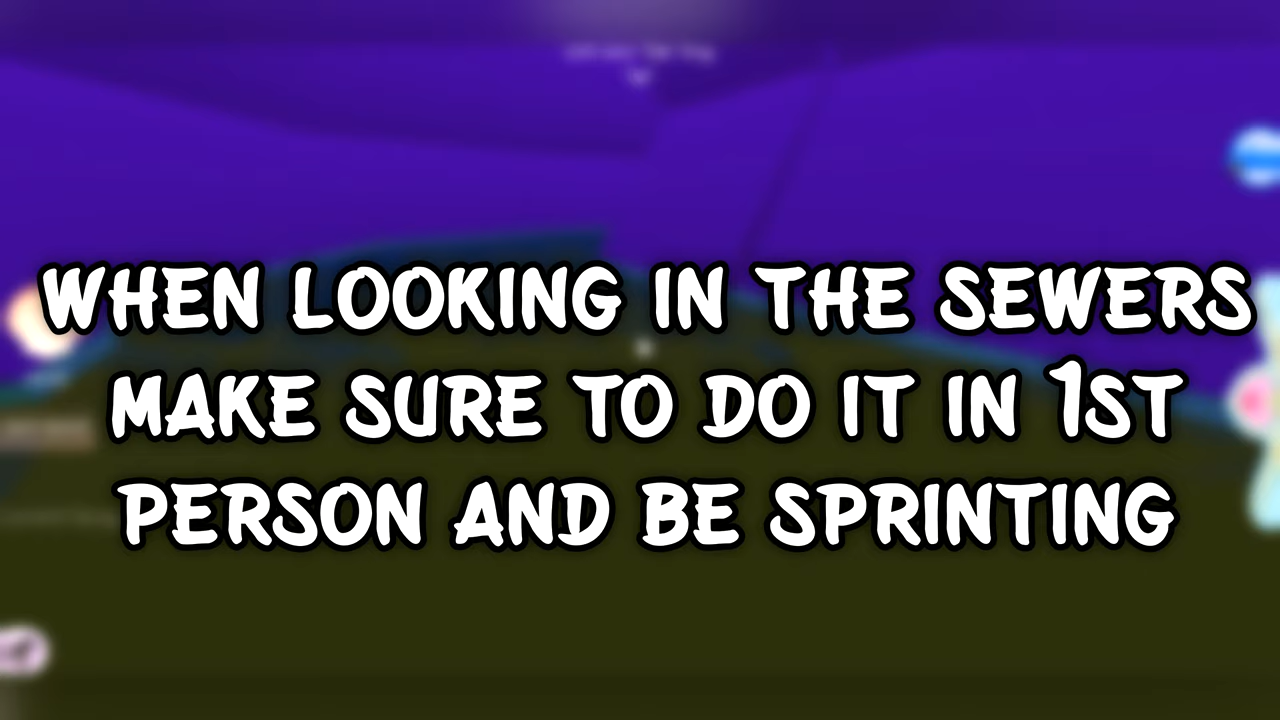 WHEN LOOKING IN THE SEWERS
MAKE SURE TO DO IT IN 1ST
PERSON AND BE SPRINTING